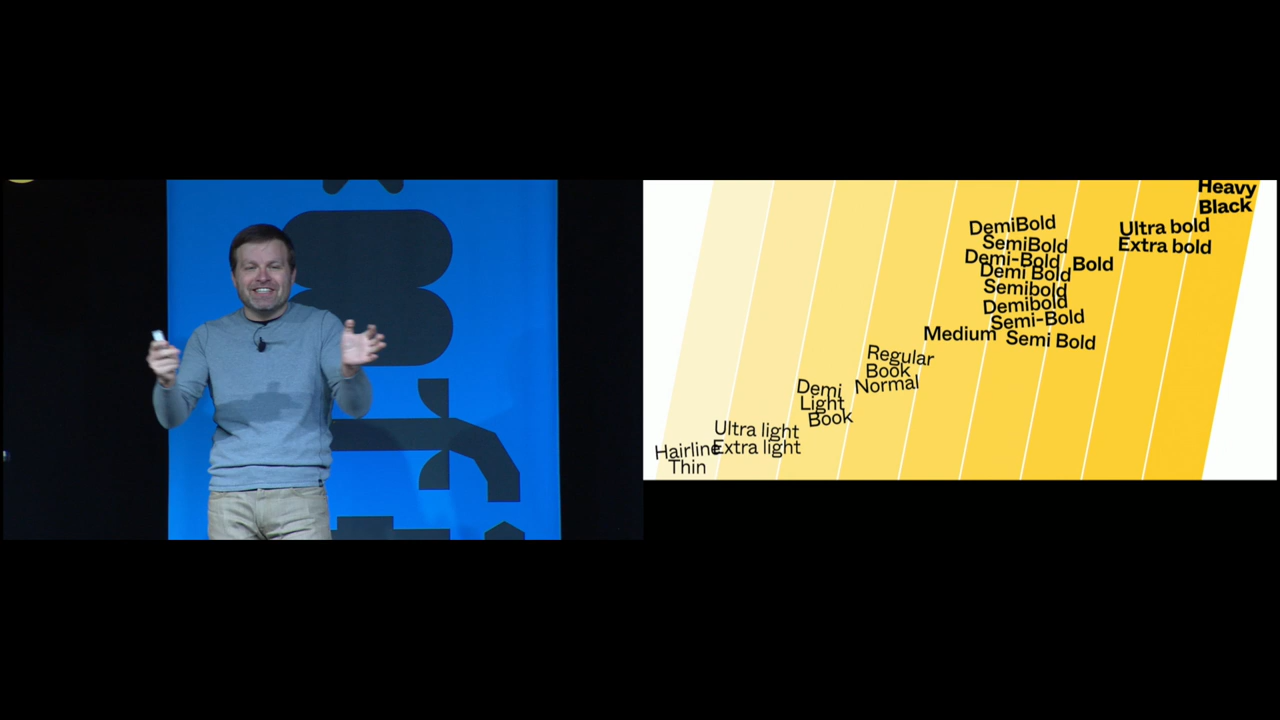 Heavy
Black
DemiBold
SemiBold
Demi-Bold
Demi Bold
Semibold
Demibold
Semi-Bold
Semi Bold
Ultra bold
Extra bold
Bold
Medium
Regular
Book
Normal
Demi
Light
Book
Ultra light
Extra light
Hairline
Thin